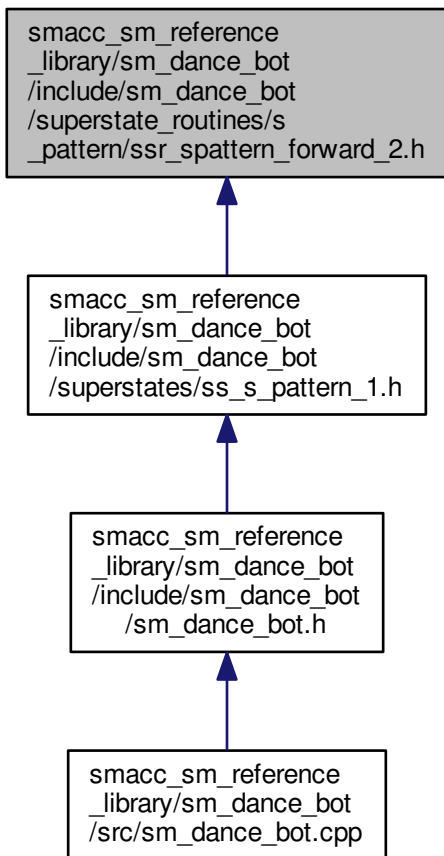 smacc_sm_reference
_library/sm_dance_bot
/include/sm_dance_bot
/superstate_routines/s
_pattern/ssr_spattern_forward_2.h
smacc_sm_reference
_library/sm_dance_bot
/include/sm_dance_bot
/superstates/ss_s_pattern_1.h
smacc_sm_reference
_library/sm_dance_bot
/include/sm_dance_bot
/sm_dance_bot.h
smacc_sm_reference
_library/sm_dance_bot
/src/sm_dance_bot.cpp